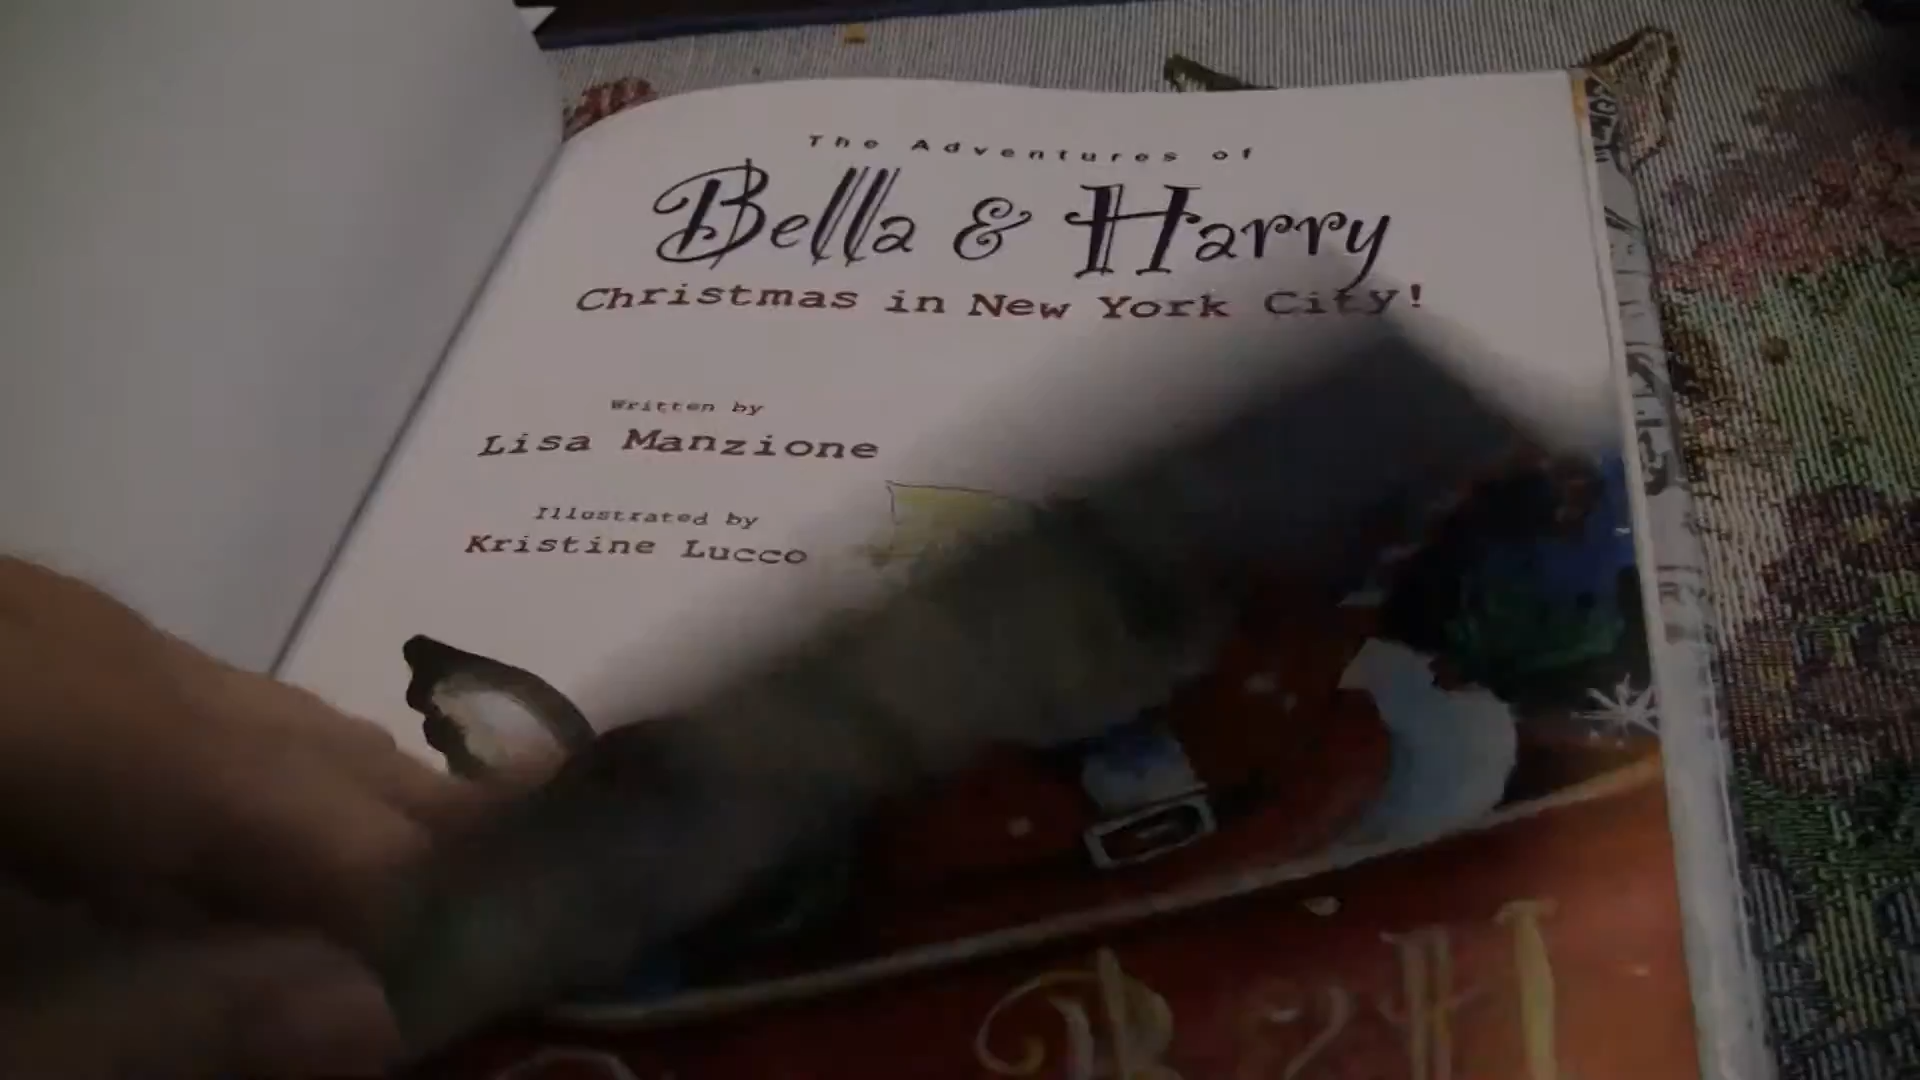 The Adventures of
Bella & Harry
Christmas in New York City!
Written by
Lisa Manzione
Illustrated by
Kristine Lucco